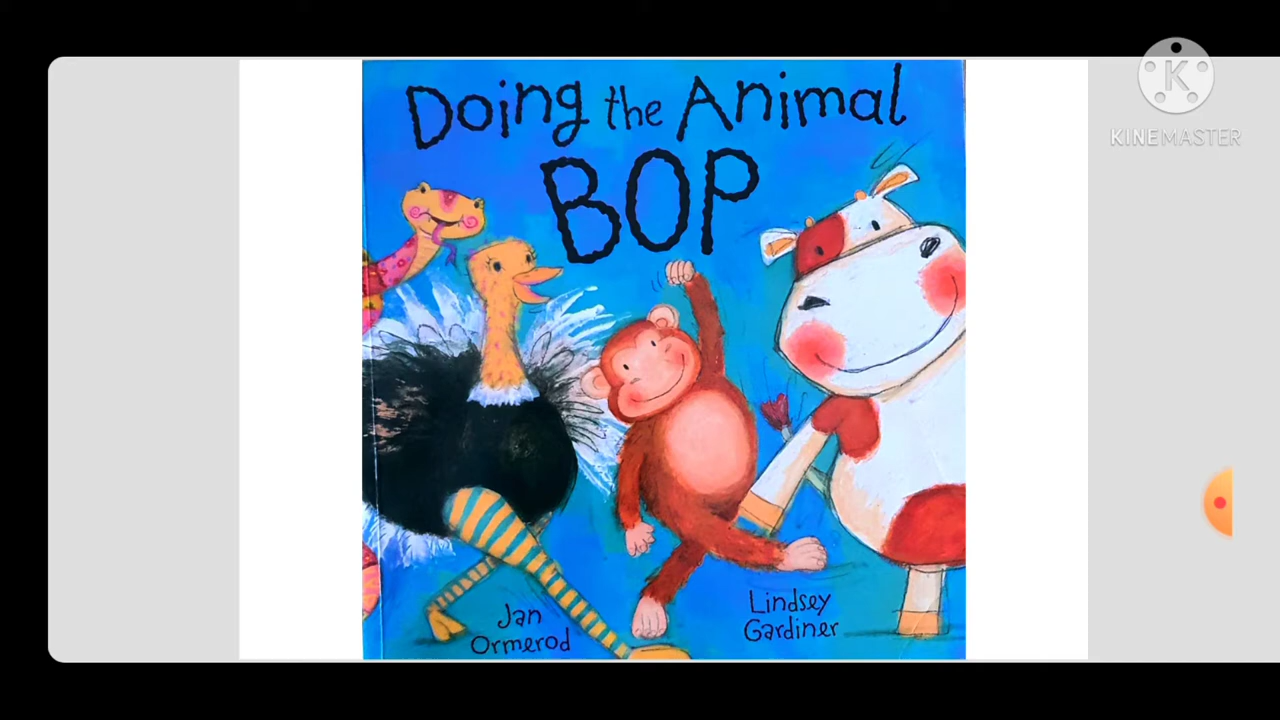 Doing the Animal
BOP
Jan
Ormerod
Lindsey
Gardiner
K
KINEMASTER